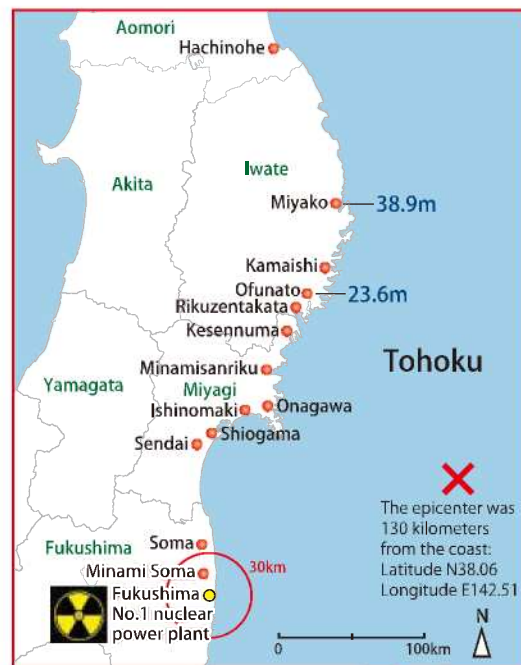 Aomori
Hachinohe
Iwate
Akita
Miyako
38.9m
Kamaishi
Ofunato
23.6m
Rikuzentakata
Kesennuma
Tohoku
Minamisanriku
Yamagata
Miyagi
Onagawa
Ishinomaki
Shiogama
Sendai
The epicenter was
130 kilometers
from the coast:
Latitude N38.06
Longitude E142.51
Soma
Fukushima
30km
Minami Soma
Fukushima
No.1 nuclear
power plant
N
0
100km